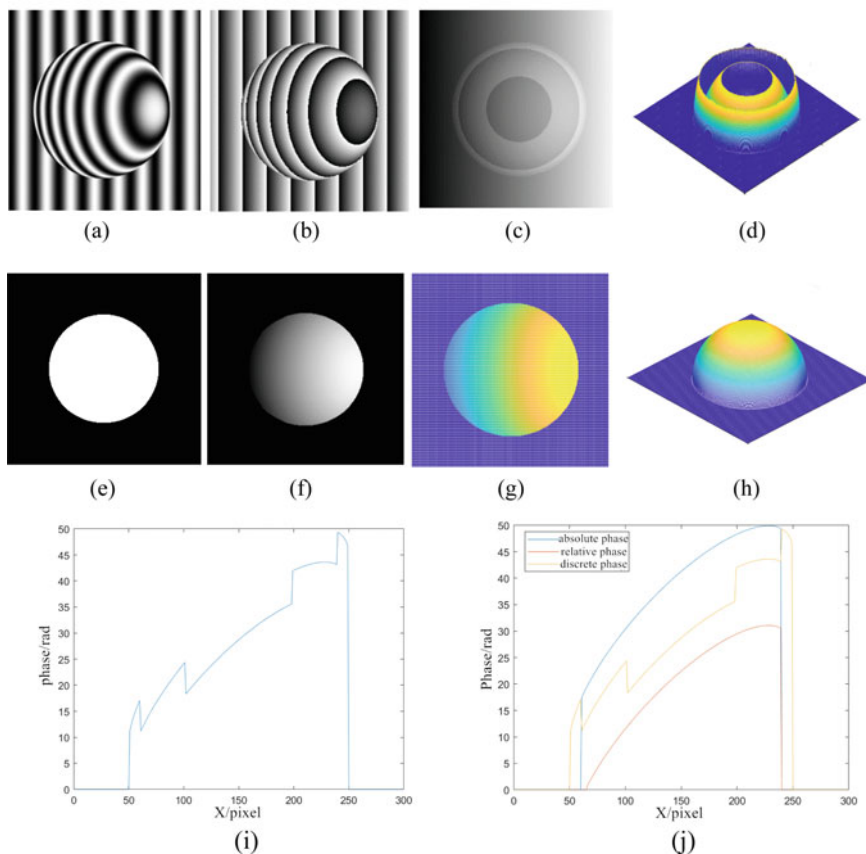 (a)
(b)
(c)
(d)
(e)
(f)
(g)
(h)
50
45
40
35
30
25
20
15
10
5
0
phase/rad
0
50
100
150
200
250
300
X/pixel
(i)
50
45
40
35
30
25
20
15
10
5
0
Phase/rad
absolute phase
relative phase
discrete phase
0
50
100
150
200
250
300
X/pixel
(j)